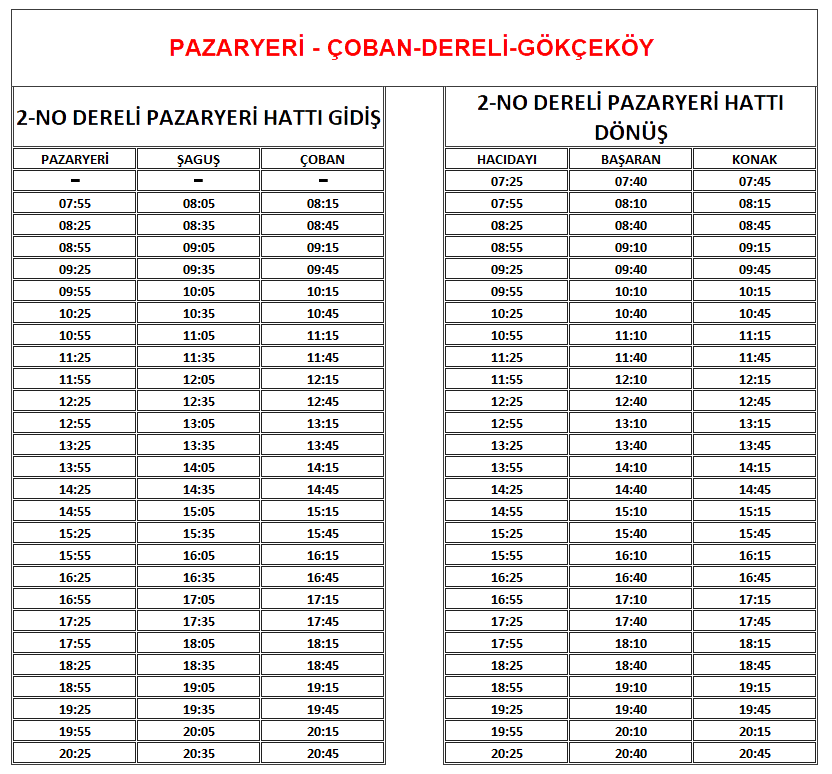 PAZARYERİ - ÇOBAN-DERELİ-GÖKÇEKÖY
2-NO DERELİ PAZARYERİ HATTI GİDİŞ
PAZARYERİ ŞAGUŞ ÇOBAN
– – –
07:55 08:05 08:15
08:25 08:35 08:45
08:55 09:05 09:15
09:25 09:35 09:45
09:55 10:05 10:15
10:25 10:35 10:45
10:55 11:05 11:15
11:25 11:35 11:45
11:55 12:05 12:15
12:25 12:35 12:45
12:55 13:05 13:15
13:25 13:35 13:45
13:55 14:05 14:15
14:25 14:35 14:45
14:55 15:05 15:15
15:25 15:35 15:45
15:55 16:05 16:15
16:25 16:35 16:45
16:55 17:05 17:15
17:25 17:35 17:45
17:55 18:05 18:15
18:25 18:35 18:45
18:55 19:05 19:15
19:25 19:35 19:45
19:55 20:05 20:15
20:25 20:35 20:45
2-NO DERELİ PAZARYERİ HATTI
DÖNÜŞ
HACIDAYI BAŞARAN KONAK
07:25 07:40 07:45
07:55 08:10 08:15
08:25 08:40 08:45
08:55 09:10 09:15
09:25 09:40 09:45
09:55 10:10 10:15
10:25 10:40 10:45
10:55 11:10 11:15
11:25 11:40 11:45
11:55 12:10 12:15
12:25 12:40 12:45
12:55 13:10 13:15
13:25 13:40 13:45
13:55 14:10 14:15
14:25 14:40 14:45
14:55 15:10 15:15
15:25 15:40 15:45
15:55 16:10 16:15
16:25 16:40 16:45
16:55 17:10 17:15
17:25 17:40 17:45
17:55 18:10 18:15
18:25 18:40 18:45
18:55 19:10 19:15
19:25 19:40 19:45
19:55 20:10 20:15
20:25 20:40 20:45